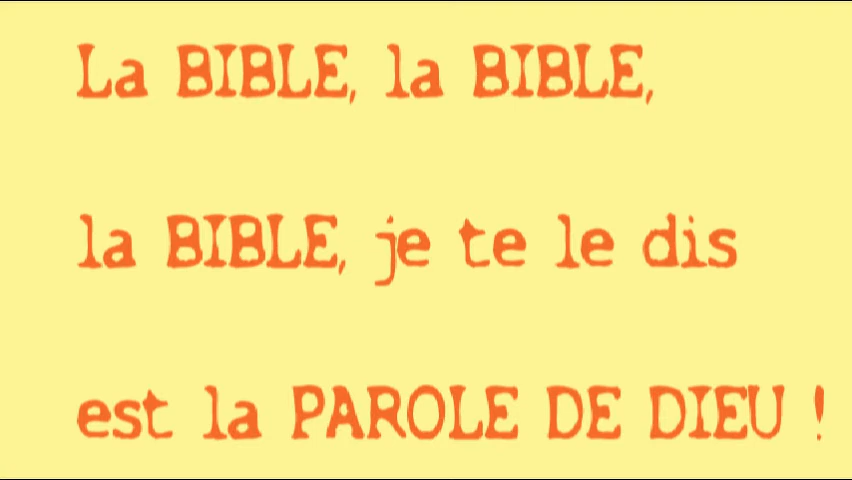 La BIBLE, la BIBLE,
la BIBLE, je te le dis
est la PAROLE DE DIEU !